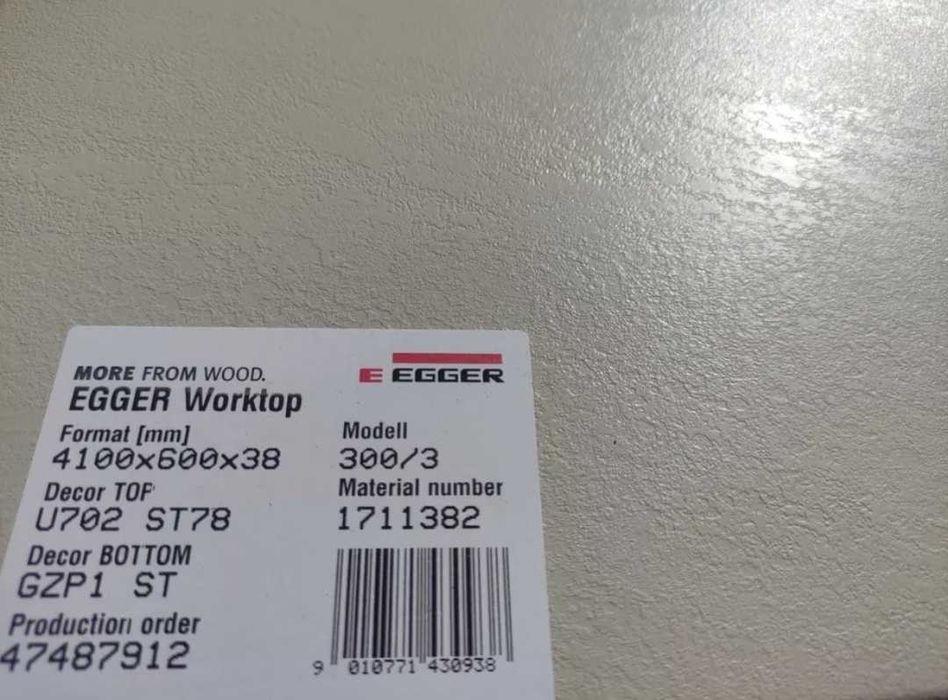 MORE FROM WOOD.
E EGGER
EGGER Worktop
Format [mm]
4100x600x38
Modell
300/3
Decor TOP
U702 ST78
Material number
1711382
Decor BOTTOM
GZP1 ST
Production order
47487912
9 010771 430938